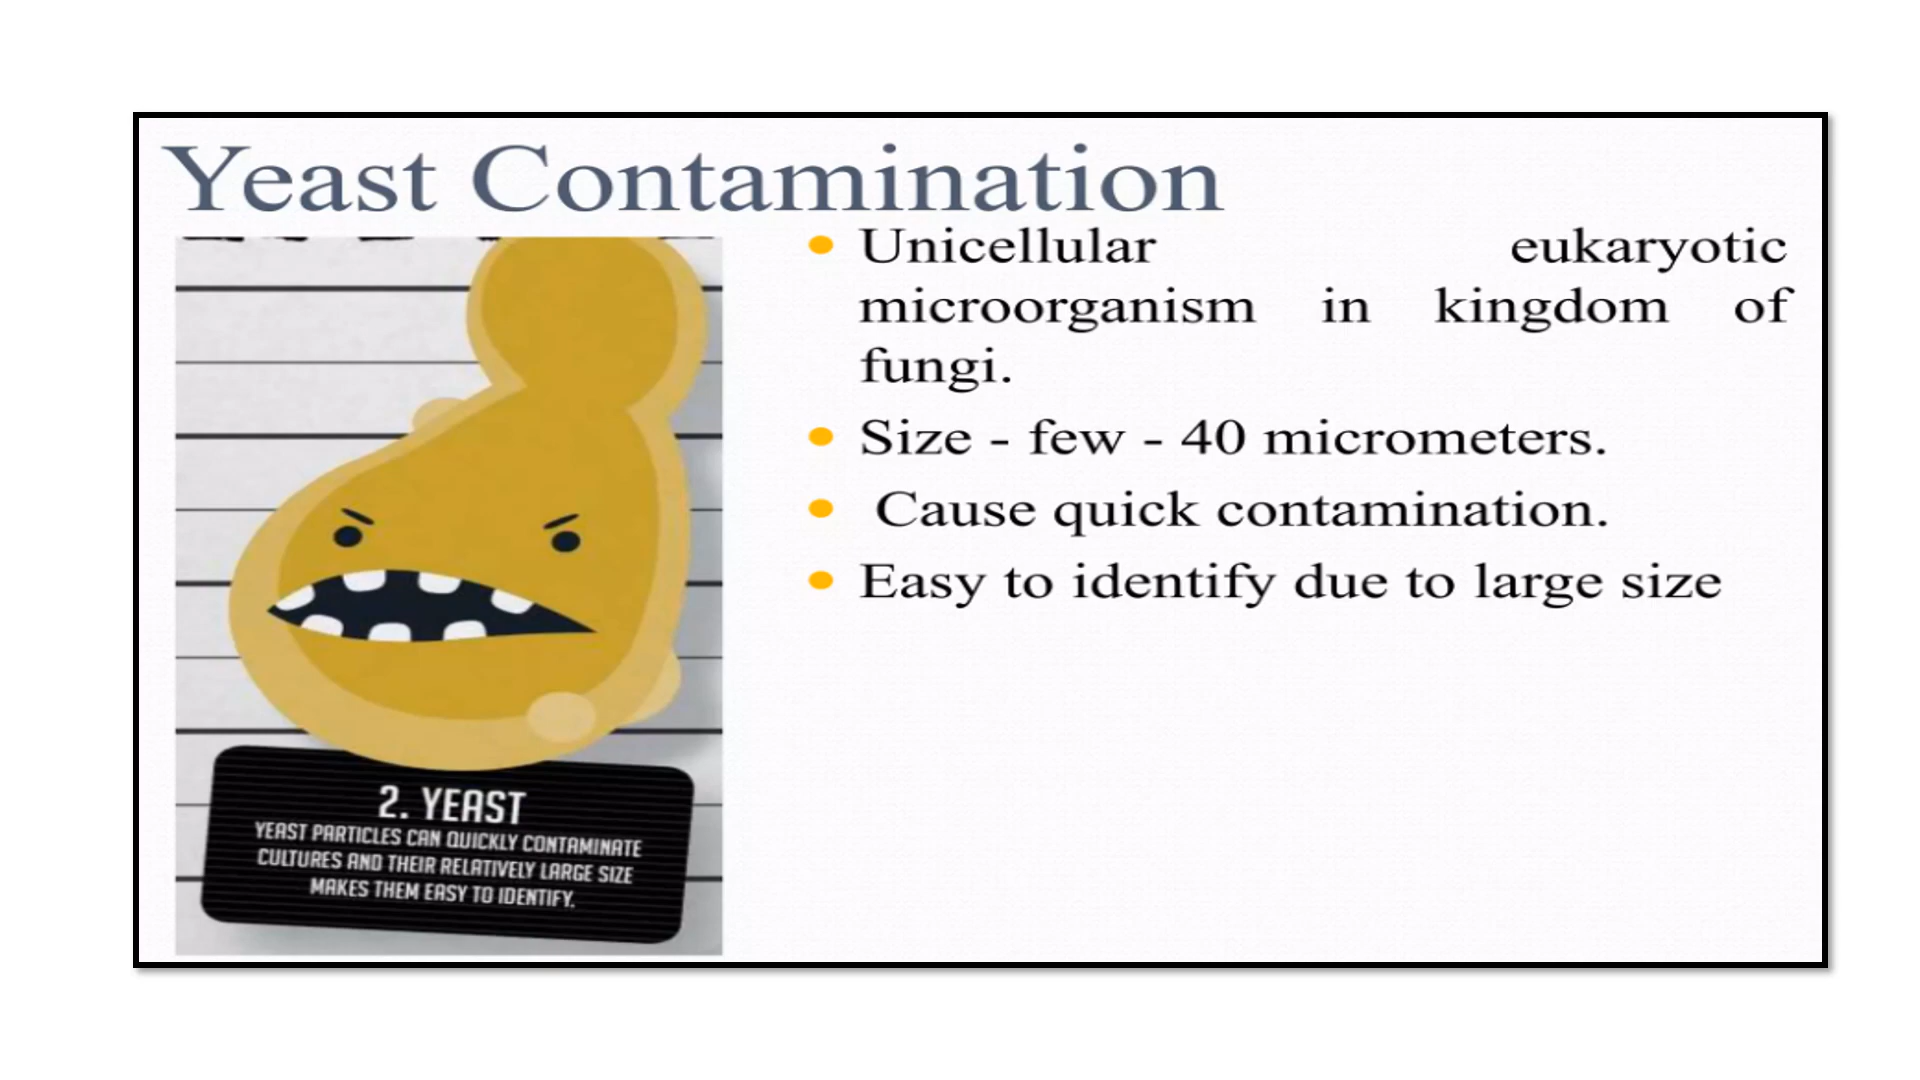 Yeast Contamination
Unicellular eukaryotic
microorganism in kingdom of
fungi.
Size - few - 40 micrometers.
Cause quick contamination.
Easy to identify due to large size
2. YEAST
YEAST PARTICLES CAN QUICKLY CONTAMINATE
CULTURES AND THEIR RELATIVELY LARGE SIZE
MAKES THEM EASY TO IDENTIFY.